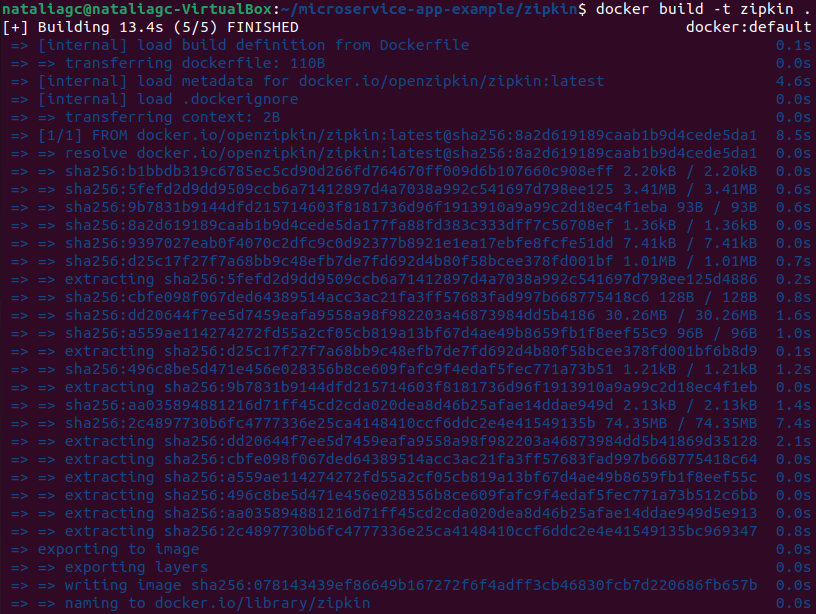 nataliagc@nataliagc-VirtualBox:~/microservice-app-example/zipkin$ docker build -t zipkin .
[+] Building 13.4s (5/5) FINISHED docker:default
=> [internal] load build definition from Dockerfile 0.1s
=> => transferring dockerfile: 110B 0.0s
=> [internal] load metadata for docker.io/openzipkin/zipkin:latest 4.6s
=> [internal] load .dockerignore 0.0s
=> => transferring context: 2B 0.0s
=> [1/1] FROM docker.io/openzipkin/zipkin:latest@sha256:8a2d619189caab1b9d4cede5da1 8.5s
=> => resolve docker.io/openzipkin/zipkin:latest@sha256:8a2d619189caab1b9d4cede5da1 0.0s
=> => sha256:b1bbdb319c6785ec5cd90d266fd764670ff009d6b107660c908eff 2.20kB / 2.20kB 0.0s
=> => sha256:5fefd2d9dd9509ccb6a71412897d4a7038a992c541697d798ee125 3.41MB / 3.41MB 0.6s
=> => sha256:9b7831b9144dfd215714603f8181736d96f1913910a9a99c2d18ec4f1eba 93B / 93B 0.6s
=> => sha256:8a2d619189caab1b9d4cede5da177fa88fd383c333dff7c56708ef 1.36kB / 1.36kB 0.0s
=> => sha256:9397027eab0f4070c2dfc9c0d92377b8921e1ea17ebfe8fcfe51dd 7.41kB / 7.41kB 0.0s
=> => sha256:d25c17f27f7a68bb9c48efb7de7fd692d4b80f58bcee378fd001bf 1.01MB / 1.01MB 0.7s
=> => extracting sha256:5fefd2d9dd9509ccb6a71412897d4a7038a992c541697d798ee125d4886 0.2s
=> => sha256:cbfe098f067ded64389514acc3ac21fa3ff57683fad997b668775418c6 128B / 128B 0.8s
=> => sha256:dd20644f7ee5d7459eafa9558a98f982203a46873984dd5b4186 30.26MB / 30.26MB 1.6s
=> => sha256:a559ae114274272fd55a2cf05cb819a13bf67d4ae49b8659fb1f8eef55c9 96B / 96B 1.0s
=> => extracting sha256:d25c17f27f7a68bb9c48efb7de7fd692d4b80f58bcee378fd001bf6b8d9 0.1s
=> => sha256:496c8be5d471e456e028356b8ce609fafc9f4edaf5fec771a73b51 1.21kB / 1.21kB 1.2s
=> => extracting sha256:9b7831b9144dfd215714603f8181736d96f1913910a9a99c2d18ec4f1eb 0.0s
=> => sha256:aa035894881216d71ff45cd2cda020dea8d46b25afae14ddae949d 2.13kB / 2.13kB 1.4s
=> => sha256:2c4897730b6fc4777336e25ca4148410ccf6ddc2e4e41549135b 74.35MB / 74.35MB 7.4s
=> => extracting sha256:dd20644f7ee5d7459eafa9558a98f982203a46873984dd5b41869d35128 2.1s
=> => extracting sha256:cbfe098f067ded64389514acc3ac21fa3ff57683fad997b668775418c64 0.0s
=> => extracting sha256:a559ae114274272fd55a2cf05cb819a13bf67d4ae49b8659fb1f8eef55c 0.0s
=> => extracting sha256:496c8be5d471e456e028356b8ce609fafc9f4edaf5fec771a73b512c6bb 0.0s
=> => extracting sha256:aa035894881216d71ff45cd2cda020dea8d46b25afae14ddae949d5e913 0.0s
=> => extracting sha256:2c4897730b6fc4777336e25ca4148410ccf6ddc2e4e41549135bc969347 0.8s
=> exporting to image 0.0s
=> => exporting layers 0.0s
=> => writing image sha256:078143439ef86649b167272f6f4adff3cb46830fcb7d220686fb657b 0.0s
=> => naming to docker.io/library/zipkin 0.0s